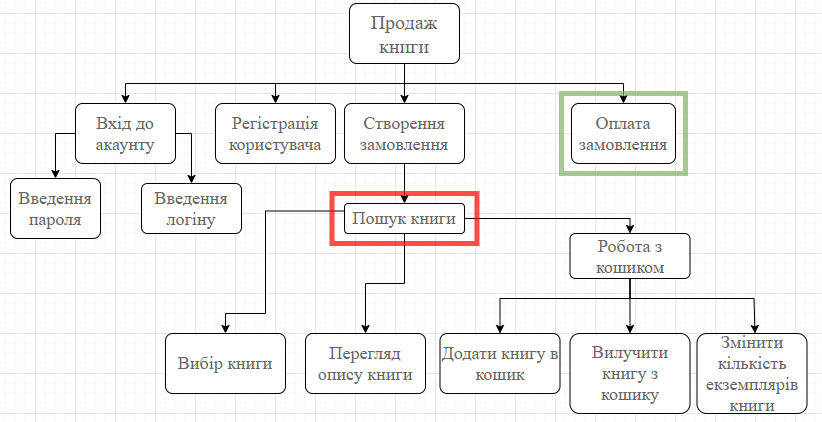 Продаж
книги
Вхід до
акаунту
Регістрація
користувача
Створення
замовлення
Оплата
замовлення
Введення
пароля
Введення
логіну
Пошук книги
Робота з
кошиком
Вибір книги
Перегляд
опису книги
Додати книгу в
кошик
Вилучити
книгу з
кошику
Змінити
кількість
екземплярів
книги